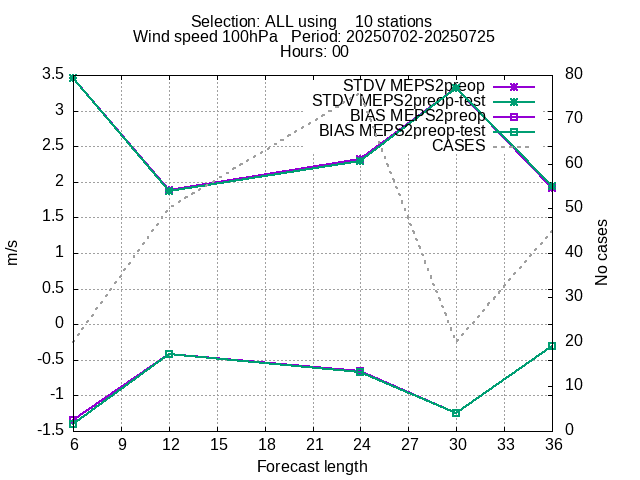 Selection: ALL using    10 stations
Wind speed 100hPa   Period: 20250702-20250725
Hours: 00
STDV MEPS2preop
STDV MEPS2preop-test
BIAS MEPS2preop
BIAS MEPS2preop-test
CASES
m/s
3.5
3
2.5
2
1.5
1
0.5
0
-0.5
-1
-1.5
80
70
60
50
40
30
20
10
0
No cases
6 9 12 15 18 21 24 27 30 33 36
Forecast length